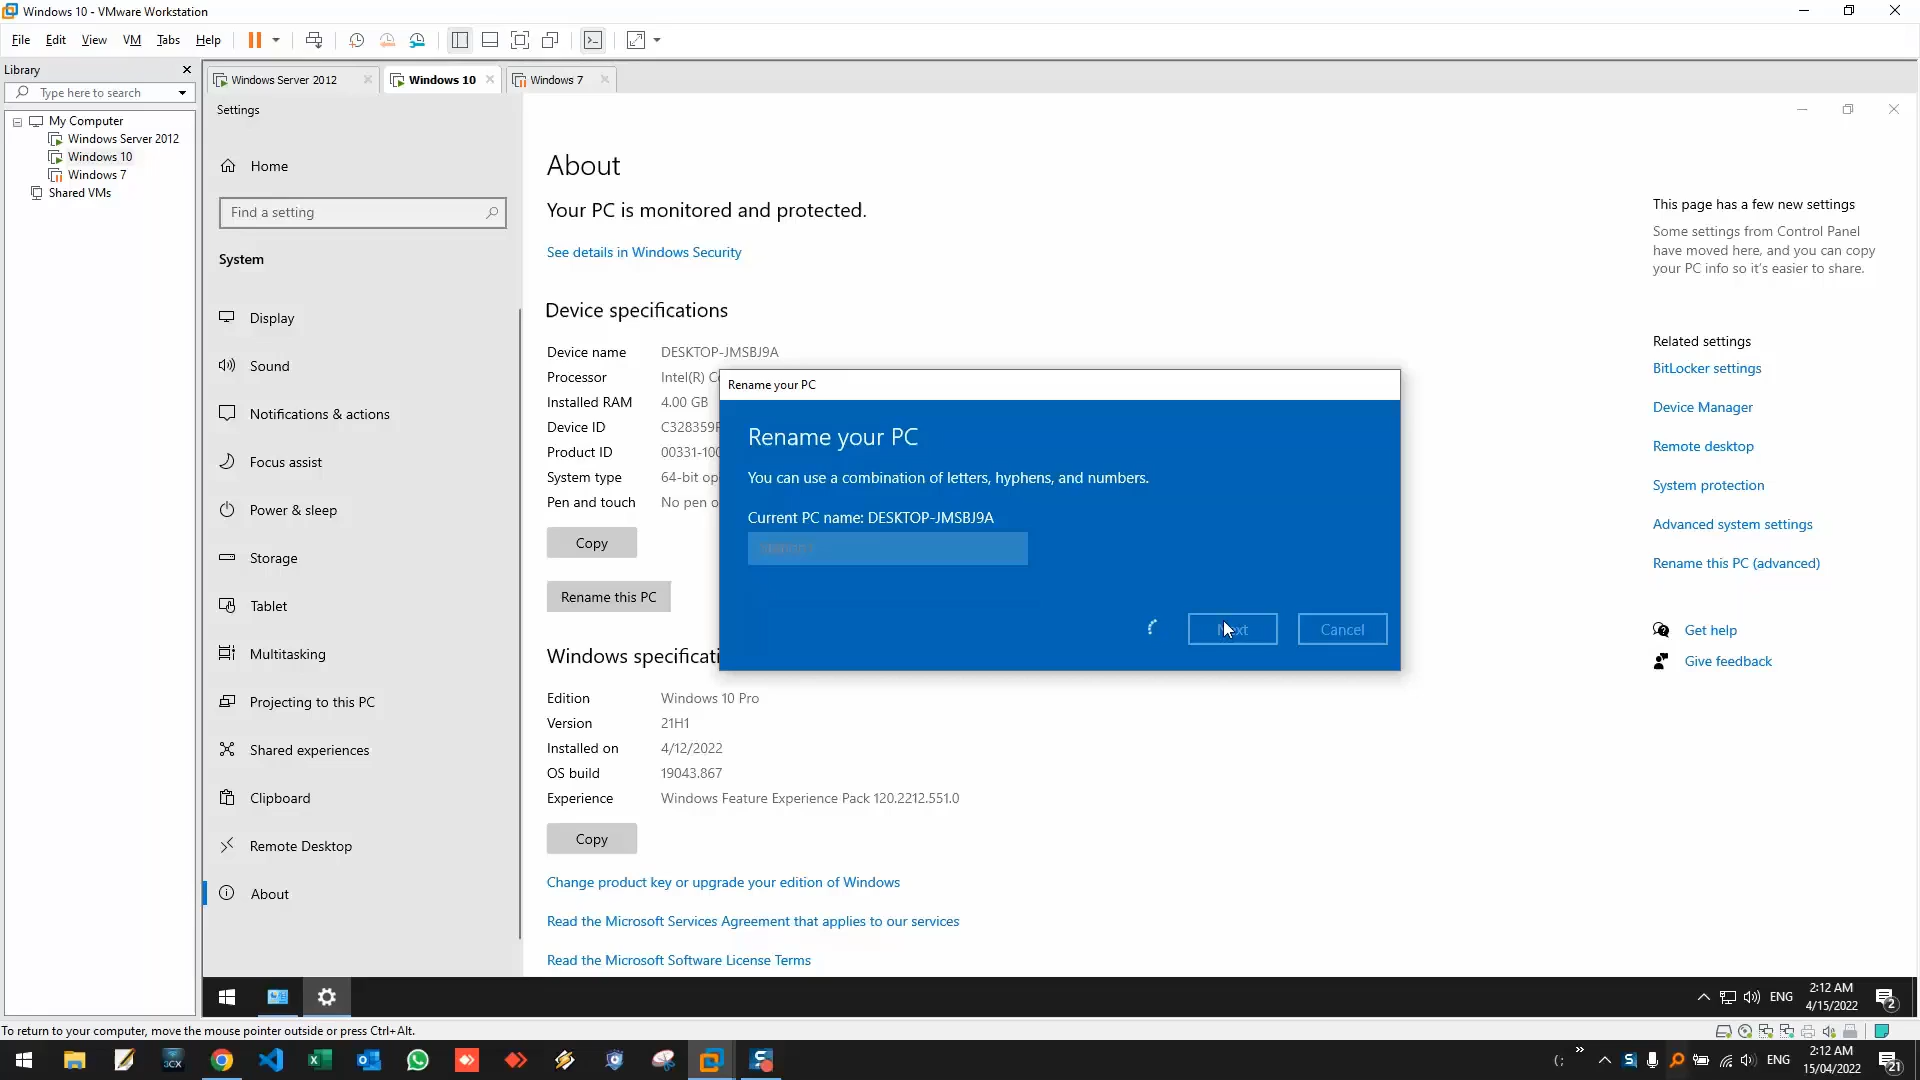 Windows 10 - VMware Workstation
File Edit View VM Tabs Help
Library
Type here to search
My Computer
Windows Server 2012
Windows 10
Windows 7
Shared VMs
Windows Server 2012
Windows 10
Windows 7
Settings
Home
Find a setting
System
Display
Sound
Notifications & actions
Focus assist
Power & sleep
Storage
Tablet
Multitasking
Projecting to this PC
Shared experiences
Clipboard
Remote Desktop
About
About
Your PC is monitored and protected.
See details in Windows Security
Device specifications
Device name DESKTOP-JMSBJ9A
Processor Intel(R)
Installed RAM 4.00 GB
Device ID
Product ID
System type 64-bit
Pen and touch No pen
Copy
Rename this PC
Windows
Edition Windows 10 Pro
Version 21H1
Installed on 4/12/2022
OS build 19043.867
Experience Windows Feature Experience Pack 120.2212.551.0
Copy
Change product key or upgrade your edition of Windows
Read the Microsoft Services Agreement that applies to our services
Read the Microsoft Software License Terms
Rename your PC
Rename your PC
You can use a combination of letters, hyphens, and numbers.
Current PC name: DESKTOP-JMSBJ9A
Next
Cancel
This page has a few new settings
Some settings from Control Panel
have moved here, and you can copy
your PC info so it's easier to share.
Related settings
BitLocker settings
Device Manager
Remote desktop
System protection
Advanced system settings
Rename this PC (advanced)
Get help
Give feedback
ENG
2:12 AM
4/15/2022
2
To return to your computer, move the mouse pointer outside or press Ctrl+Alt.
3CX
ENG
2:12 AM
15/04/2022
21